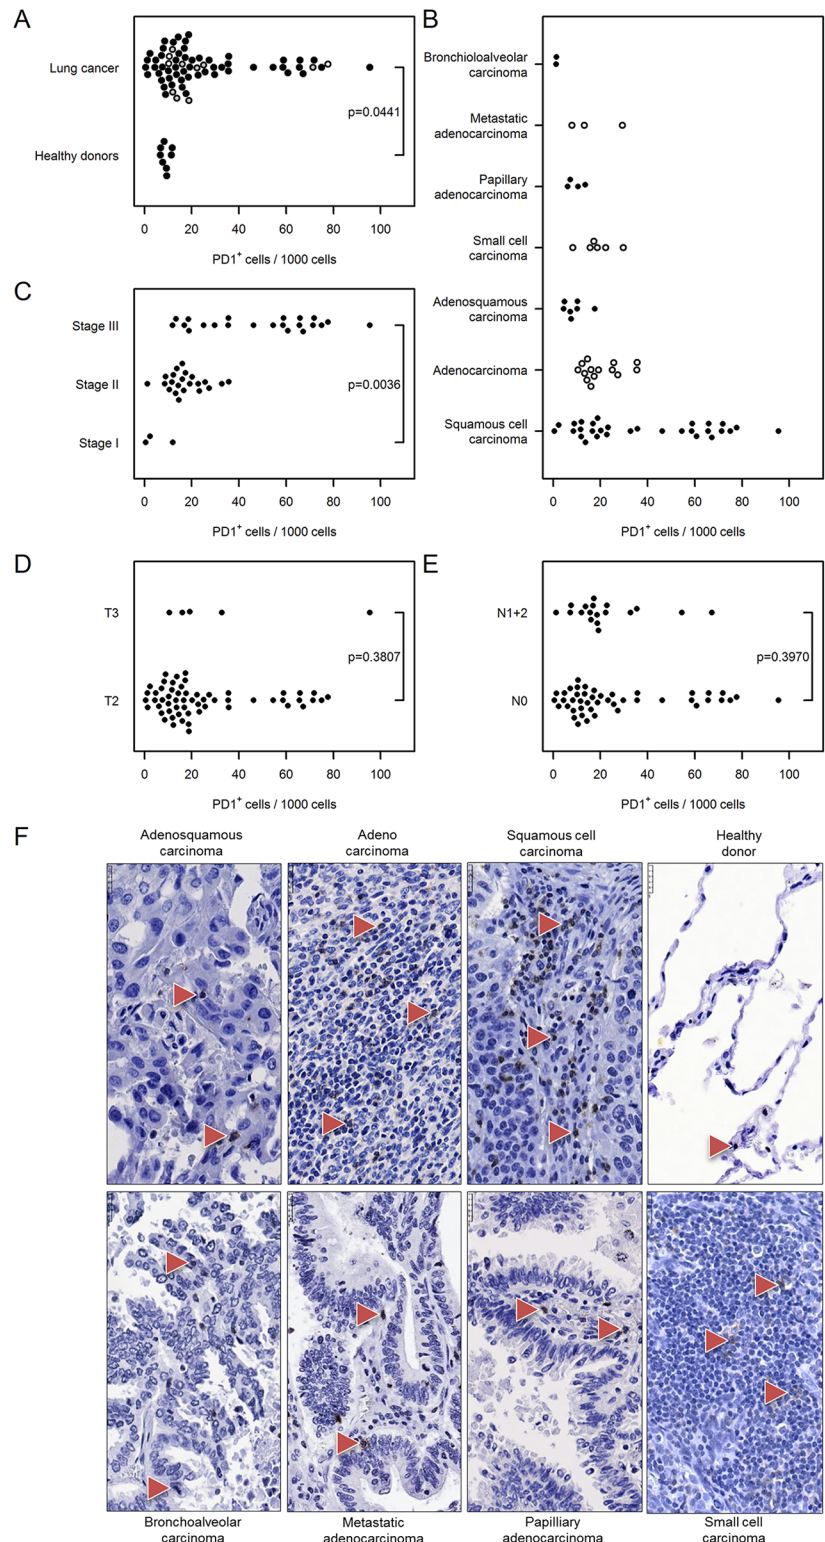 A
Lung cancer
Healthy donors
p=0.0441
0 20 40 60 80 100
PD1+ cells / 1000 cells
B
Bronchioloalveolar
carcinoma
Metastatic
adenocarcinoma
Papillary
adenocarcinoma
Small cell
carcinoma
Adenosquamous
carcinoma
Adenocarcinoma
Squamous cell
carcinoma
0 20 40 60 80 100
PD1+ cells / 1000 cells
C
Stage III
Stage II
Stage I
p=0.0036
0 20 40 60 80 100
PD1+ cells / 1000 cells
D
T3
T2
p=0.3807
0 20 40 60 80 100
PD1+ cells / 1000 cells
E
N1+2
N0
p=0.3970
0 20 40 60 80 100
PD1+ cells / 1000 cells
F
Adenosquamous
carcinoma
Adeno
carcinoma
Squamous cell
carcinoma
Healthy
donor
Bronchoalveolar
carcinoma
Metastatic
adenocarcinoma
Papilliary
adenocarcinoma
Small cell
carcinoma